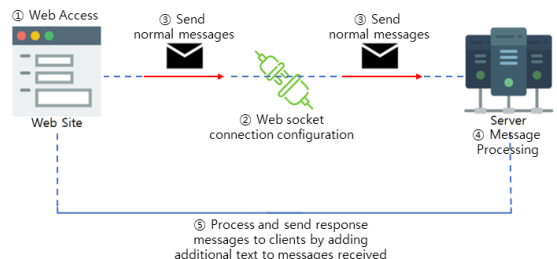 ① Web Access
③ Send
normal messages
③ Send
normal messages
② Web socket
connection configuration
Web Site
Server
④ Message
Processing
⑤ Process and send response
messages to clients by adding
additional text to messages received